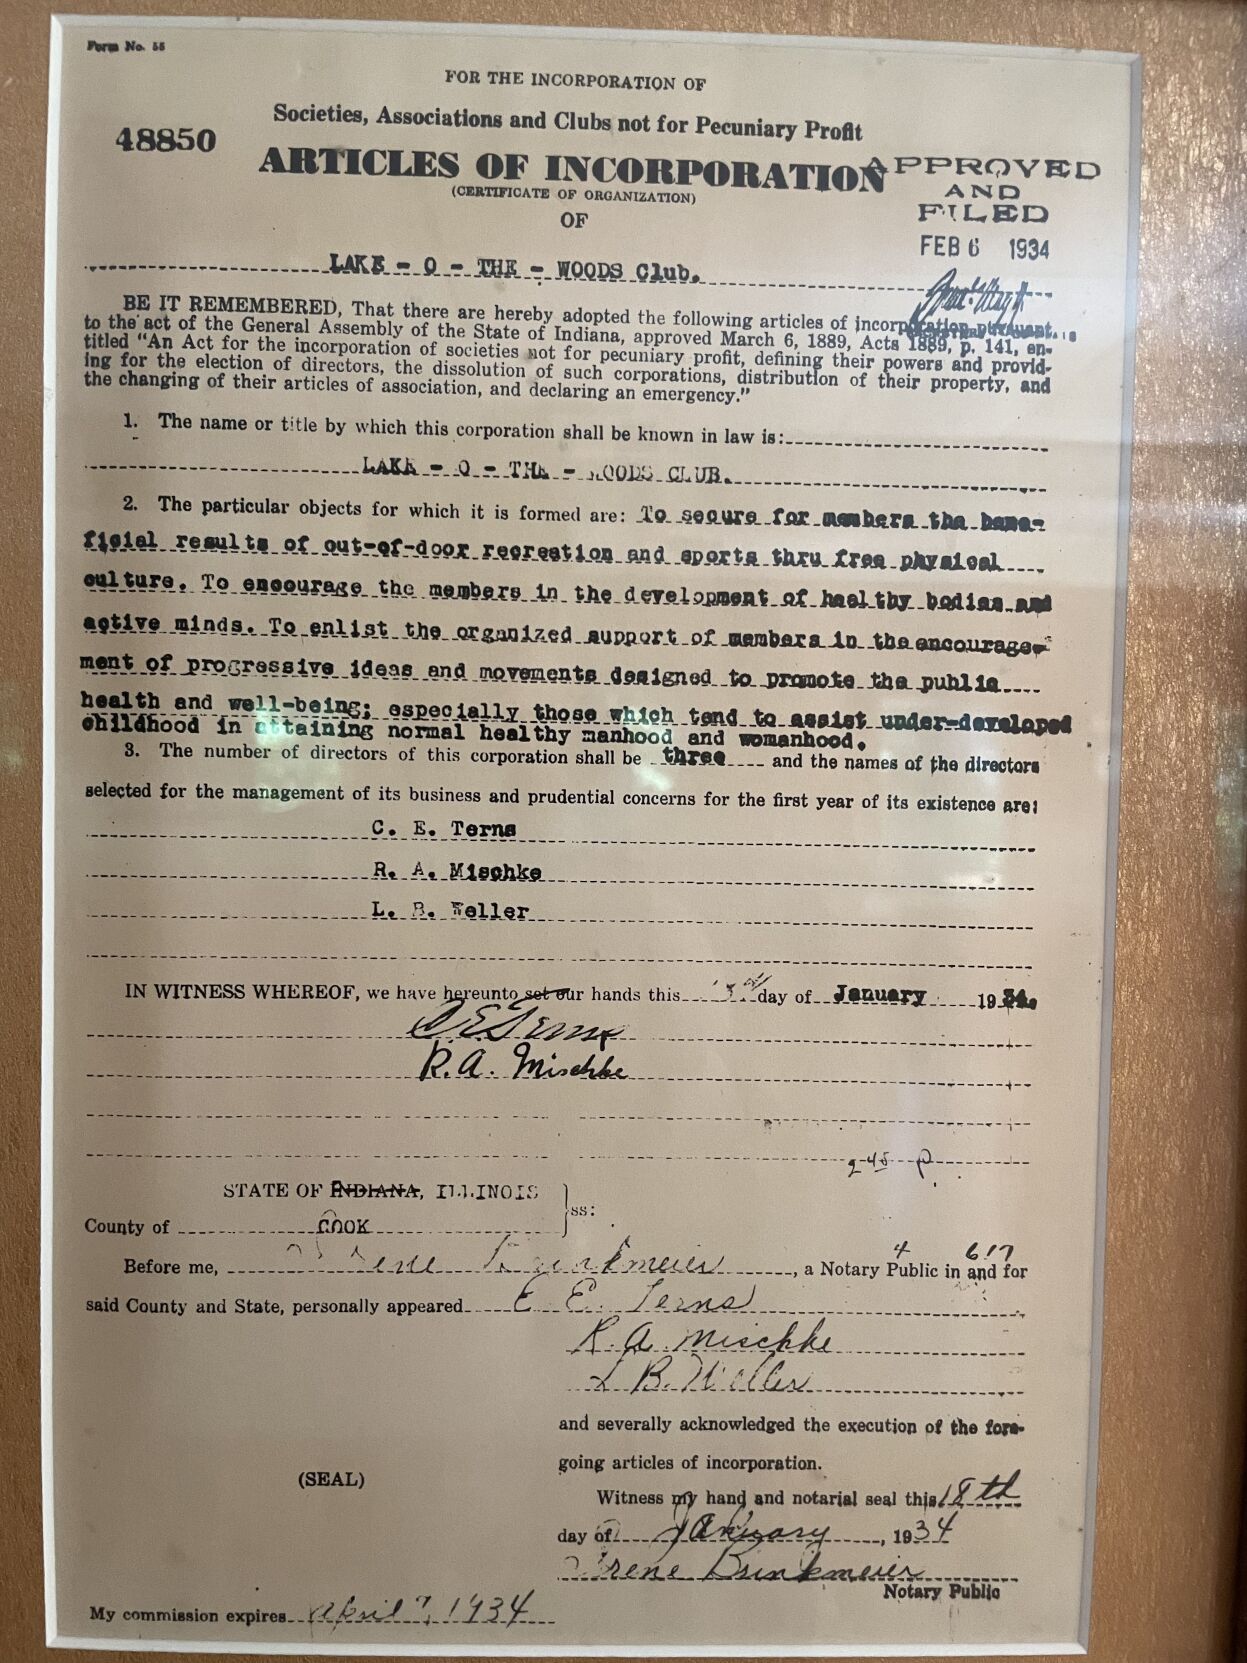 Form No. 55
FOR THE INCORPORATION OF
Societies, Associations and Clubs not for Pecuniary Profit
48850
ARTICLES OF INCORPORATION
(CERTIFICATE OF ORGANIZATION)
OF
APPROVED
AND
FILED
FEB 6 1934
LAKE - O - THE - WOODS Club.
BE IT REMEMBERED, That there are hereby adopted the following articles of incorporation pursuant
to the act of the General Assembly of the State of Indiana, approved March 6, 1889, Acts 1889, p. 141, en-
titled "An Act for the incorporation of societies not for pecuniary profit, defining their powers and provid-
ing for the election of directors, the dissolution of such corporations, distribution of their property, and
the changing of their articles of association, and declaring an emergency."
1. The name or title by which this corporation shall be known in law is:
LAKE - O - THE - WOODS CLUB.
2. The particular objects for which it is formed are: To secure for members the bene-
ficial results of out-of-door recreation and sports thru free physical
culture. To encourage the members in the development of healthy bodies and
active minds. To enlist the organized support of members in the encourage-
ment of progressive ideas and movements designed to promote the public
health and well-being; especially those which tend to assist under-developed
childhood in attaining normal healthy manhood and womanhood.
3. The number of directors of this corporation shall be three and the names of the directors
selected for the management of its business and prudential concerns for the first year of its existence are:
C. E. Terns
R. A. Mischke
L. B. Weller
IN WITNESS WHEREOF, we have hereunto set our hands this day of January 1934.
C E Terns
R. A. Mischke
2 45 P.
STATE OF INDIANA, ILLINOIS
ss:
County of COOK
4 617
Before me, Irene Brinkmeier, a Notary Public in and for
said County and State, personally appeared C E. Terns
R. A. Mischke
L B. Weller
and severally acknowledged the execution of the fore-
going articles of incorporation.
(SEAL)
Witness my hand and notarial seal this 18th
day of January, 1934
Irene Brinkmeier
Notary Public
My commission expires April 7, 1934